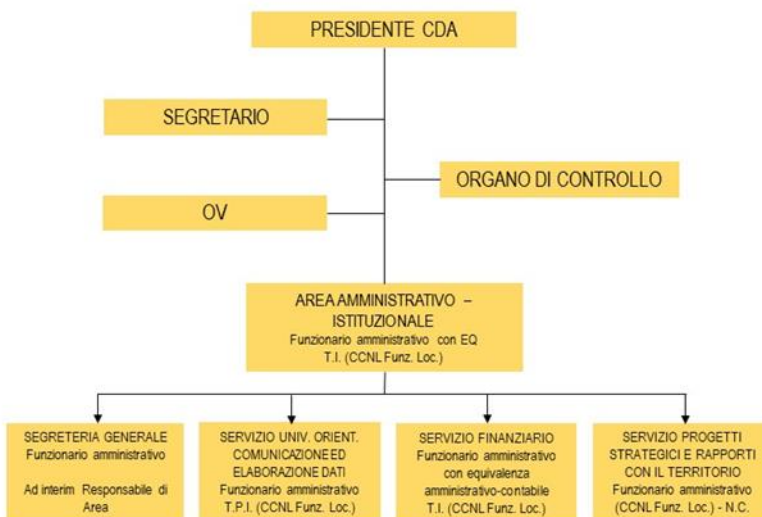 PRESIDENTE CDA
SEGRETARIO
ORGANO DI CONTROLLO
OV
AREA AMMINISTRATIVO –
ISTITUZIONALE
Funzionario amministrativo con EQ
T.I. (CCNL Funz. Loc.)
SEGRETERIA GENERALE
Funzionario amministrativo
Ad interim Responsabile di
Area
SERVIZIO UNIV. ORIENT.
COMUNICAZIONE ED
ELABORAZIONE DATI
Funzionario amministrativo
T.P.I. (CCNL Funz. Loc.)
SERVIZIO FINANZIARIO
Funzionario amministrativo
con equivalenza
amministrativo-contabile
T.I. (CCNL Funz. Loc.)
SERVIZIO PROGETTI
STRATEGICI E RAPPORTI
CON IL TERRITORIO
Funzionario amministrativo
(CCNL Funz. Loc.) - N.C.